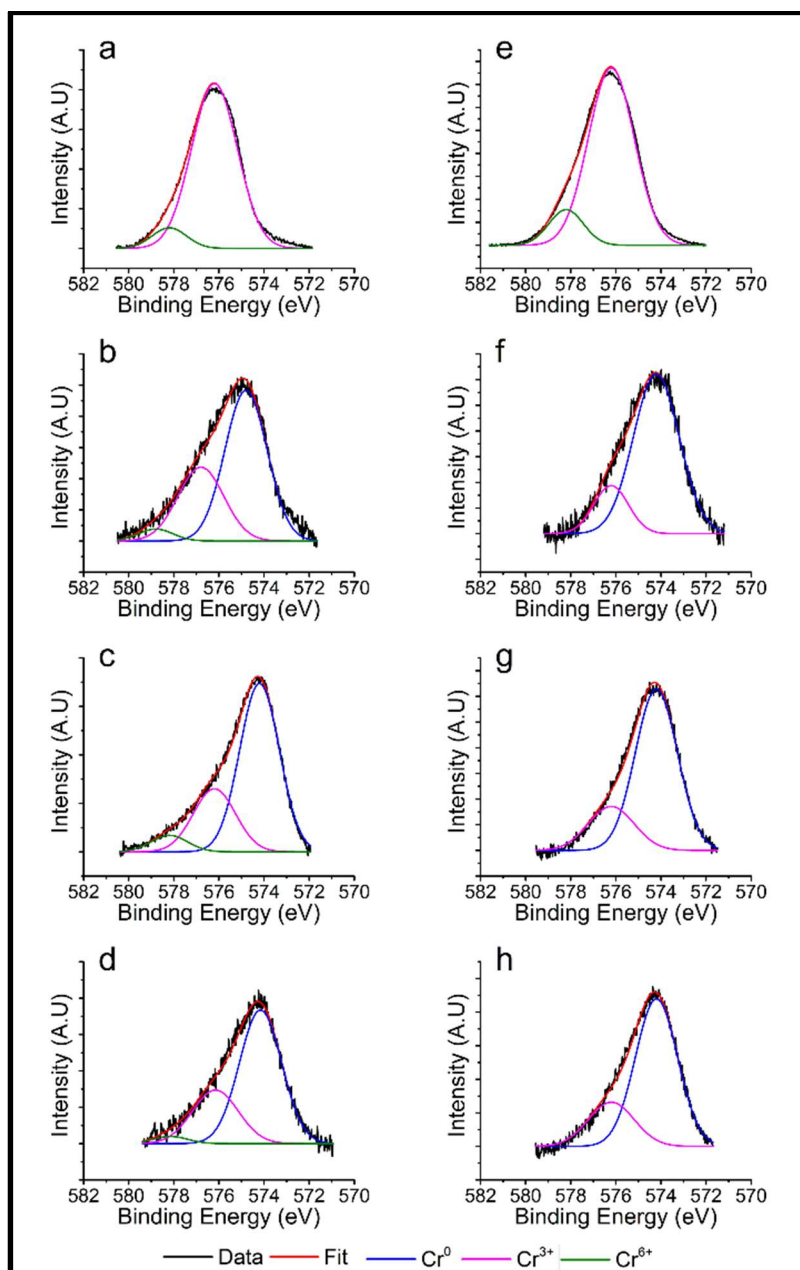 a
Intensity (A.U)
582 580 578 576 574 572 570
Binding Energy (eV)
e
Intensity (A.U)
582 580 578 576 574 572 570
Binding Energy (eV)
b
Intensity (A.U)
582 580 578 576 574 572 570
Binding Energy (eV)
f
Intensity (A.U)
582 580 578 576 574 572 570
Binding Energy (eV)
c
Intensity (A.U)
582 580 578 576 574 572 570
Binding Energy (eV)
g
Intensity (A.U)
582 580 578 576 574 572 570
Binding Energy (eV)
d
Intensity (A.U)
582 580 578 576 574 572 570
Binding Energy (eV)
h
Intensity (A.U)
582 580 578 576 574 572 570
Binding Energy (eV)
Data Fit Cr⁰ Cr³⁺ Cr⁶⁺